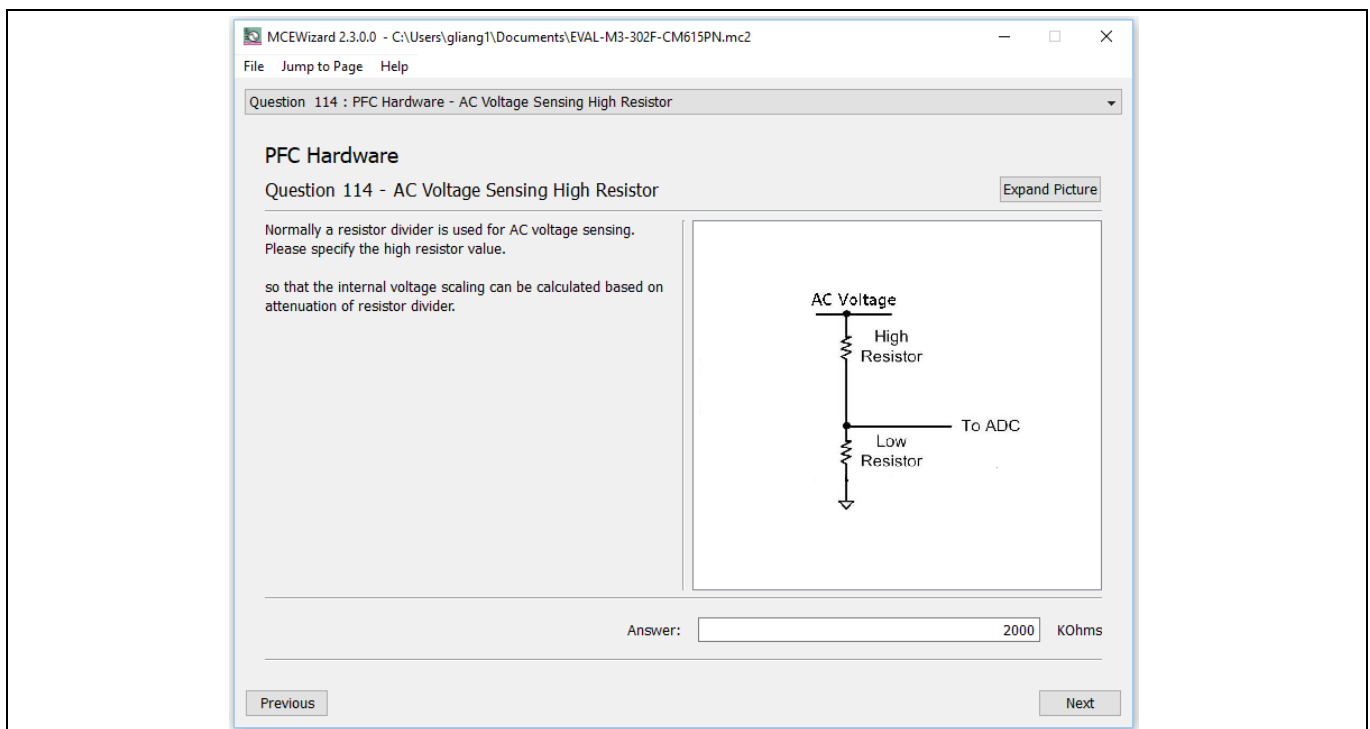 MCEWizard 2.3.0.0 - C:\Users\gliang1\Documents\EVAL-M3-302F-CM615PN.mc2
File Jump to Page Help
Question 114 : PFC Hardware - AC Voltage Sensing High Resistor
PFC Hardware
Question 114 - AC Voltage Sensing High Resistor
Expand Picture
Normally a resistor divider is used for AC voltage sensing.
Please specify the high resistor value.
so that the internal voltage scaling can be calculated based on
attenuation of resistor divider.
AC Voltage
High
Resistor
To ADC
Low
Resistor
Answer: 2000 KOhms
Previous Next